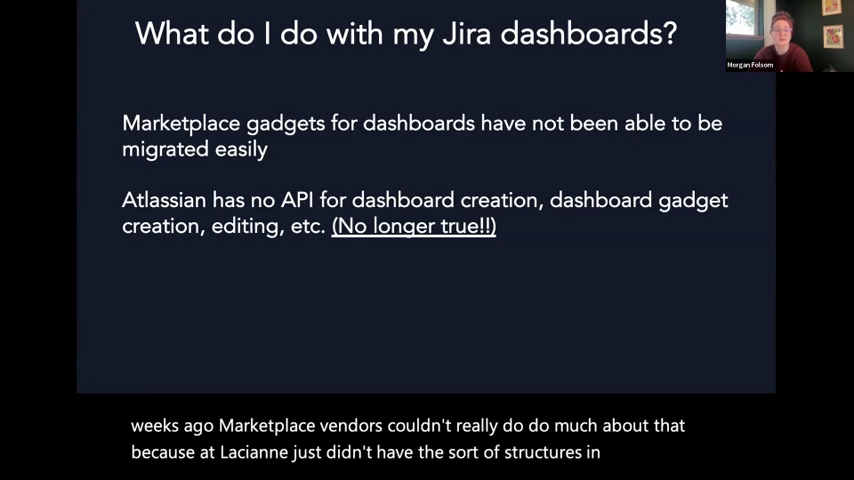 What do I do with my Jira dashboards?
Morgan Folsom
Marketplace gadgets for dashboards have not been able to be
migrated easily
Atlassian has no API for dashboard creation, dashboard gadget
creation, editing, etc. (No longer true!!)
weeks ago Marketplace vendors couldn't really do do much about that
because at Lacianne just didn't have the sort of structures in